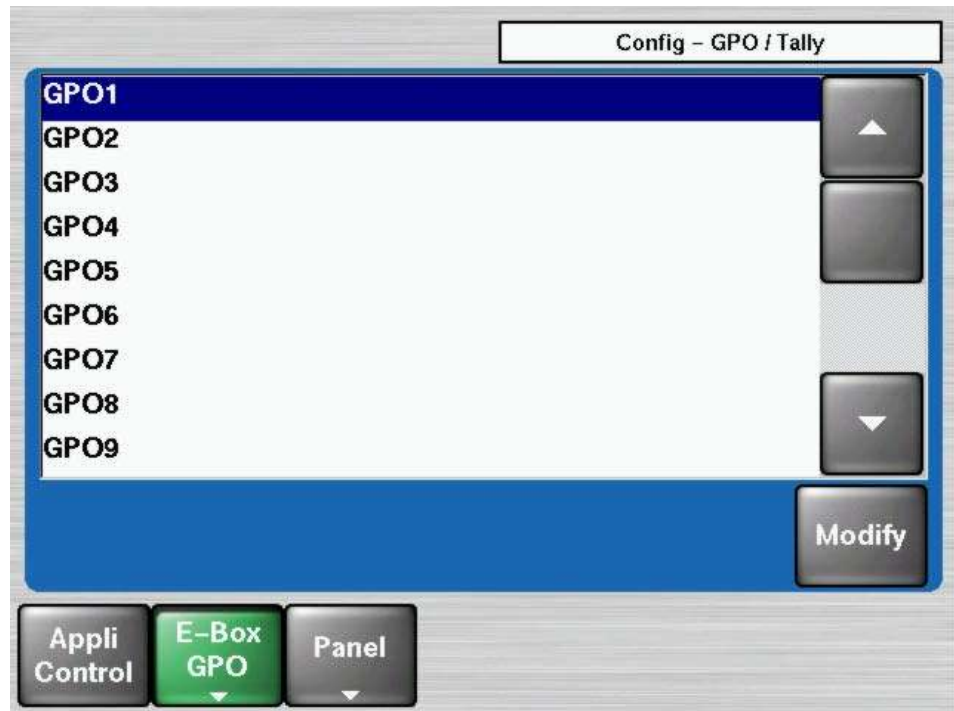 Config – GPO / Tally
GPO1
GPO2
GPO3
GPO4
GPO5
GPO6
GPO7
GPO8
GPO9
Modify
Appli
Control
E–Box
GPO
Panel